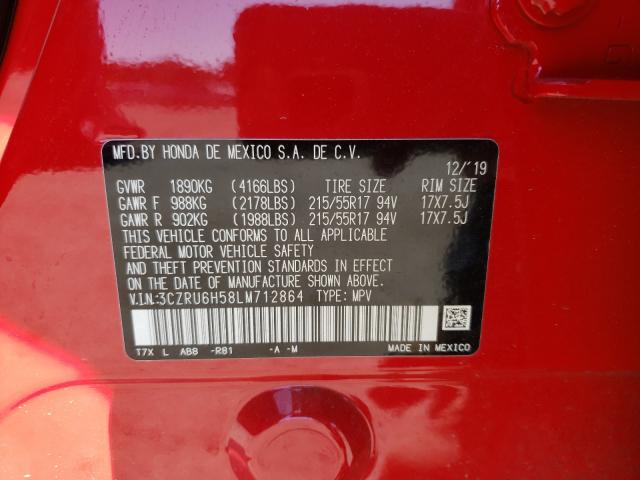 MFD.BY HONDA DE MEXICO S.A. DE C.V.
12/´19
GVWR 1890KG (4166LBS) TIRE SIZE RIM SIZE
GAWR F 988KG (2178LBS) 215/55R17 94V 17X7.5J
GAWR R 902KG (1988LBS) 215/55R17 94V 17X7.5J
THIS VEHICLE CONFORMS TO ALL APPLICABLE
FEDERAL MOTOR VEHICLE SAFETY
AND THEFT PREVENTION STANDARDS IN EFFECT
ON THE DATE OF MANUFACTURE SHOWN ABOVE.
V.I.N.:3CZRU6H58LM712864 TYPE: MPV
T7X L AB8 -R81 -A -M MADE IN MEXICO